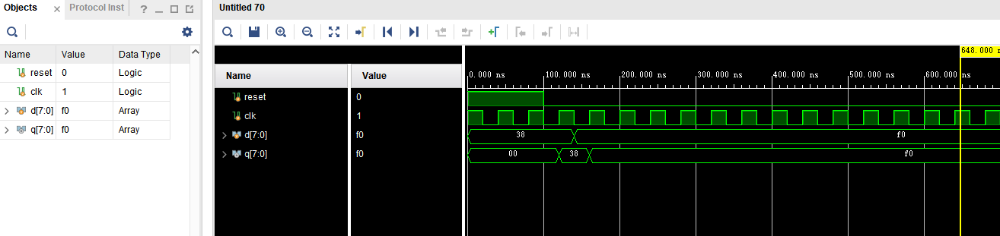 Objects × Protocol Inst ? _
Untitled 70
Name Value Data Type
reset 0 Logic
clk 1 Logic
d[7:0] f0 Array
q[7:0] f0 Array
Name Value
reset 0
clk 1
d[7:0] f0
q[7:0] f0
648.000 n
0.000 ns 100.000 ns 200.000 ns 300.000 ns 400.000 ns 500.000 ns 600.000 ns
38 f0
00 38 f0